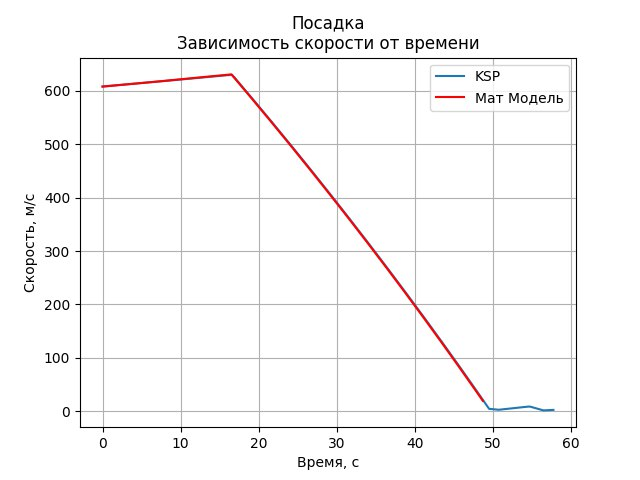 Посадка
Зависимость скорости от времени
KSP
Мат Модель
Скорость, м/с
600
500
400
300
200
100
0
0 10 20 30 40 50 60
Время, с